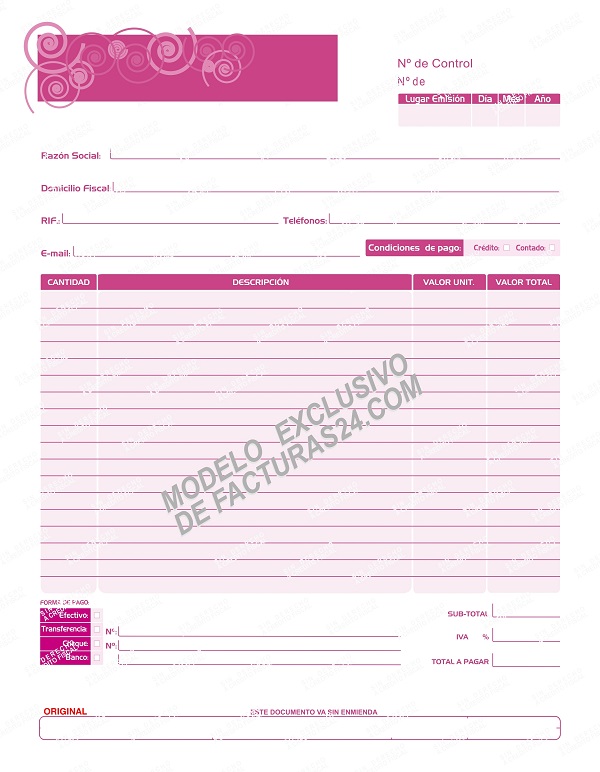 Nº de Control
Nº de
Lugar Emisión Día Mes Año
Razón Social:
Domicilio Fiscal
RIF.:
Teléfonos:
E-mail:
Condiciones de pago: Crédito: Contado:
CANTIDAD DESCRIPCIÓN VALOR UNIT. VALOR TOTAL
MODELO EXCLUSIVO
DE FACTURAS24.COM
FORMA DE PAGO:
Efectivo:
Transferencia: Nº:
Cheque: Nº:
Banco:
SUB-TOTAL
IVA %
TOTAL A PAGAR
ORIGINAL
ESTE DOCUMENTO VA SIN ENMIENDA